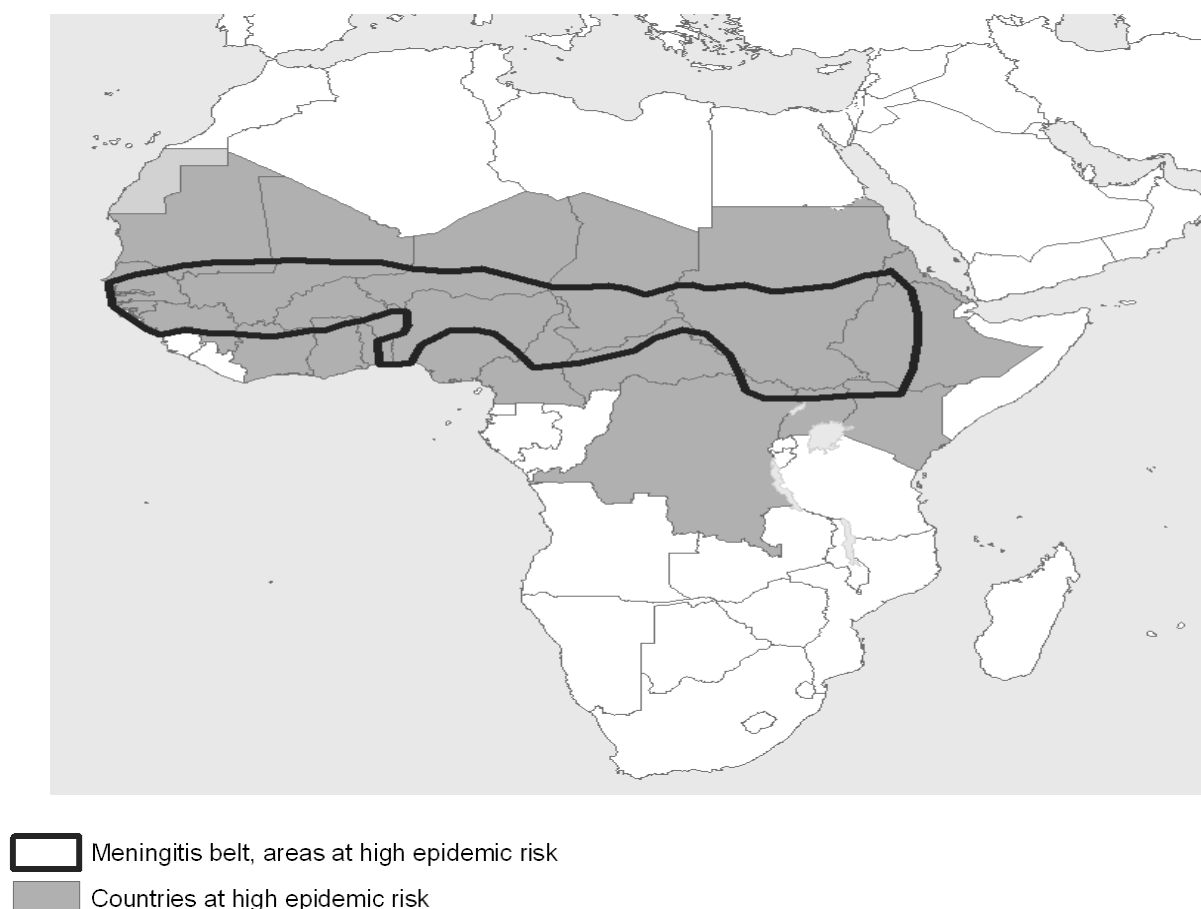 Meningitis belt, areas at high epidemic risk
Countries at high epidemic risk